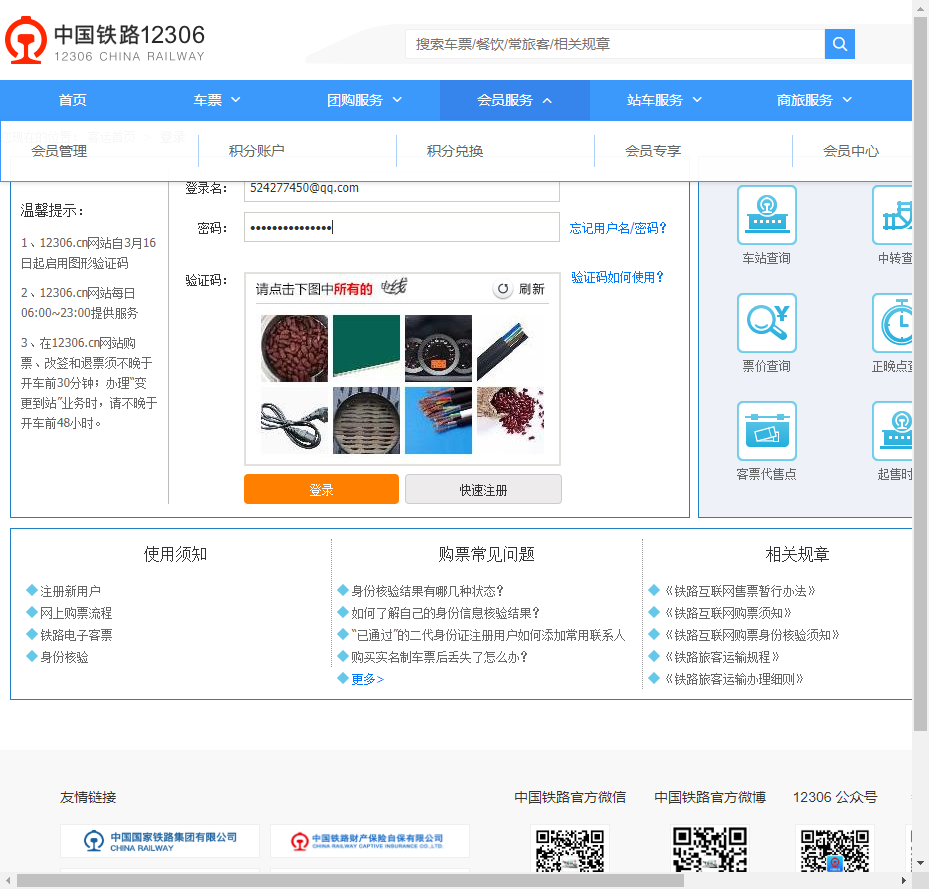 中国铁路12306
12306 CHINA RAILWAY
搜索车票/餐饮/常旅客/相关规章
首页
车票
团购服务
会员服务
站车服务
商旅服务
会员管理
积分账户
积分兑换
会员专享
会员中心
温馨提示：
1、12306.cn网站自3月16
日起启用图形验证码
2、12306.cn网站每日
06:00~23:00提供服务
3、在12306.cn网站购
票、改签和退票须不晚于
开车前30分钟；办理"变
更到站"业务时，请不晚于
开车前48小时。
登录名：
524277450@qq.com
密码：
•••••••••••••••
忘记用户名/密码？
验证码：
请点击下图中所有的 电线
刷新
验证码如何使用？
登录
快速注册
车站查询
中转查
票价查询
正晚点查
客票代售点
起售时
使用须知
注册新用户
网上购票流程
铁路电子客票
身份核验
购票常见问题
身份核验结果有哪几种状态？
如何了解自己的身份信息核验结果？
"已通过"的二代身份证注册用户如何添加常用联系人
购买实名制车票后丢失了怎么办？
更多>
相关规章
《铁路互联网售票暂行办法》
《铁路互联网购票须知》
《铁路互联网购票身份核验须知》
《铁路旅客运输规程》
《铁路旅客运输办理细则》
友情链接
中国铁路官方微信
中国铁路官方微博
12306 公众号
中国国家铁路集团有限公司
CHINA RAILWAY
中国铁路财产保险自保有限公司
CHINA RAILWAY CAPTIVE INSURANCE CO.,LTD.